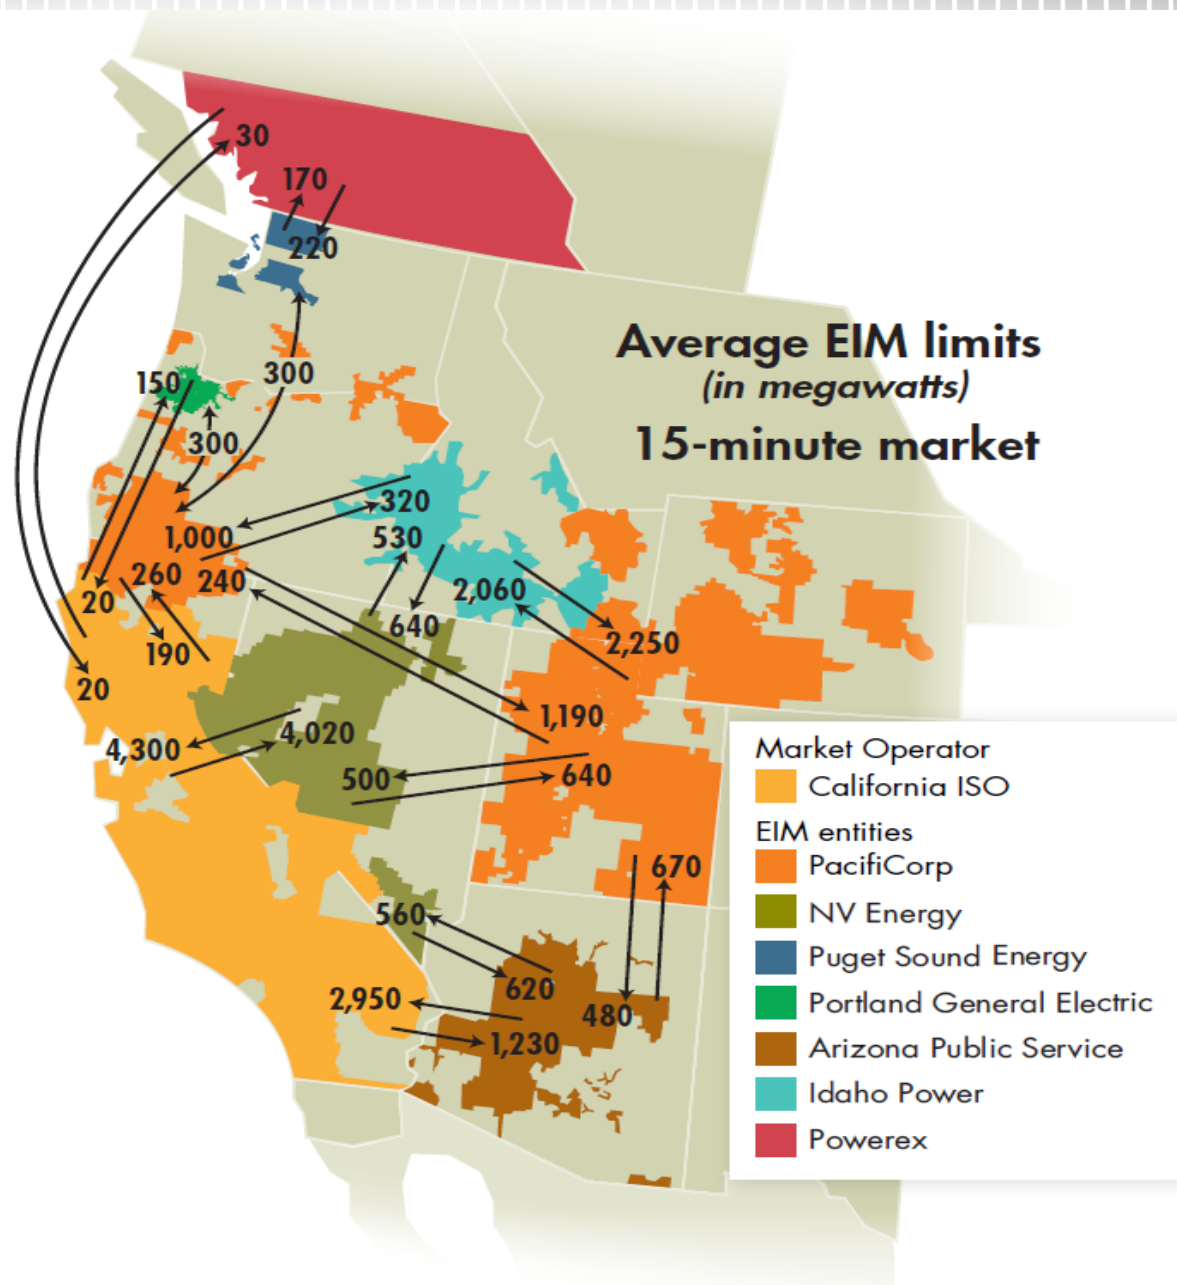 30
170
220
Average EIM limits
(in megawatts)
15-minute market
300
150
300
320
1,000
530
260
240
2,060
20
640
190
2,250
20
1,190
4,020
4,300
500
640
670
560
620
2,950
480
1,230
Market Operator
California ISO
EIM entities
PacifiCorp
NV Energy
Puget Sound Energy
Portland General Electric
Arizona Public Service
Idaho Power
Powerex